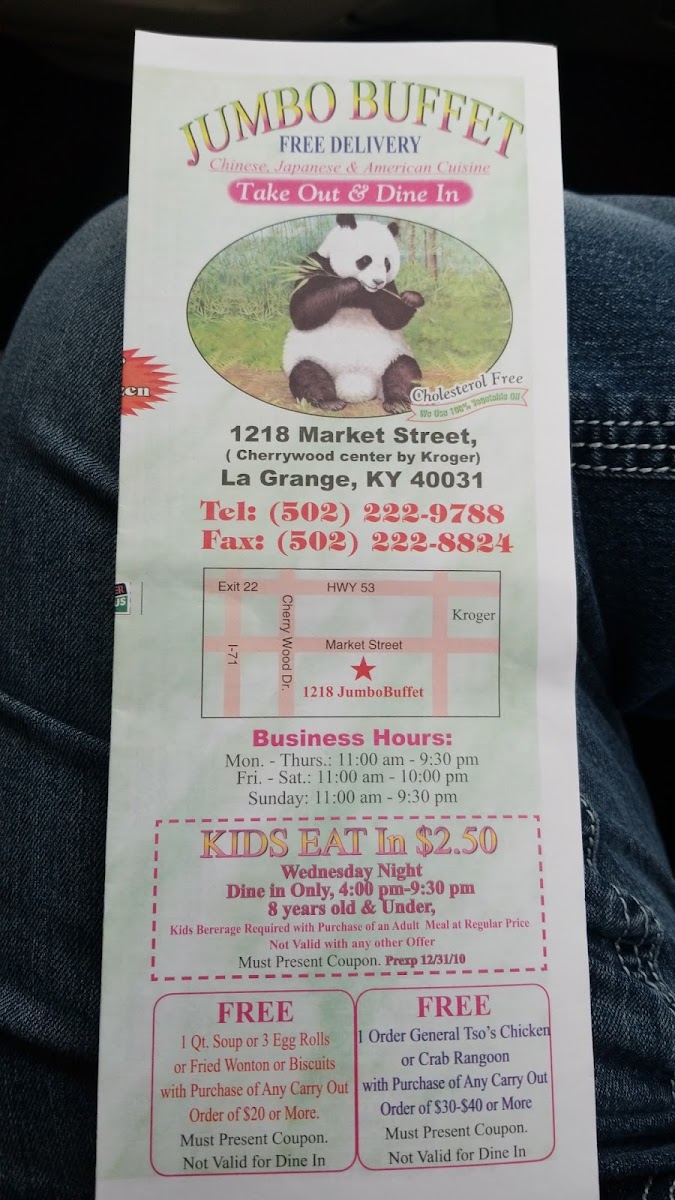 JUMBO BUFFET
FREE DELIVERY
Chinese, Japanese & American Cuisine
Take Out & Dine In
Cholesterol Free
We Use 100% Vegetable Oil
en
1218 Market Street,
( Cherrywood center by Kroger)
La Grange, KY 40031
Tel: (502) 222-9788
Fax: (502) 222-8824
ER
US
Exit 22
HWY 53
Kroger
I-71
Cherry Wood Dr.
Market Street
1218 JumboBuffet
Business Hours:
Mon. - Thurs.: 11:00 am - 9:30 pm
Fri. - Sat.: 11:00 am - 10:00 pm
Sunday: 11:00 am - 9:30 pm
KIDS EAT In $2.50
Wednesday Night
Dine in Only, 4:00 pm-9:30 pm
8 years old & Under,
Kids Bererage Required with Purchase of an Adult Meal at Regular Price
Not Valid with any other Offer
Must Present Coupon. Prexp 12/31/10
FREE
1 Qt. Soup or 3 Egg Rolls
or Fried Wonton or Biscuits
with Purchase of Any Carry Out
Order of $20 or More.
Must Present Coupon.
Not Valid for Dine In
FREE
1 Order General Tso's Chicken
or Crab Rangoon
with Purchase of Any Carry Out
Order of $30-$40 or More
Must Present Coupon.
Not Valid for Dine In